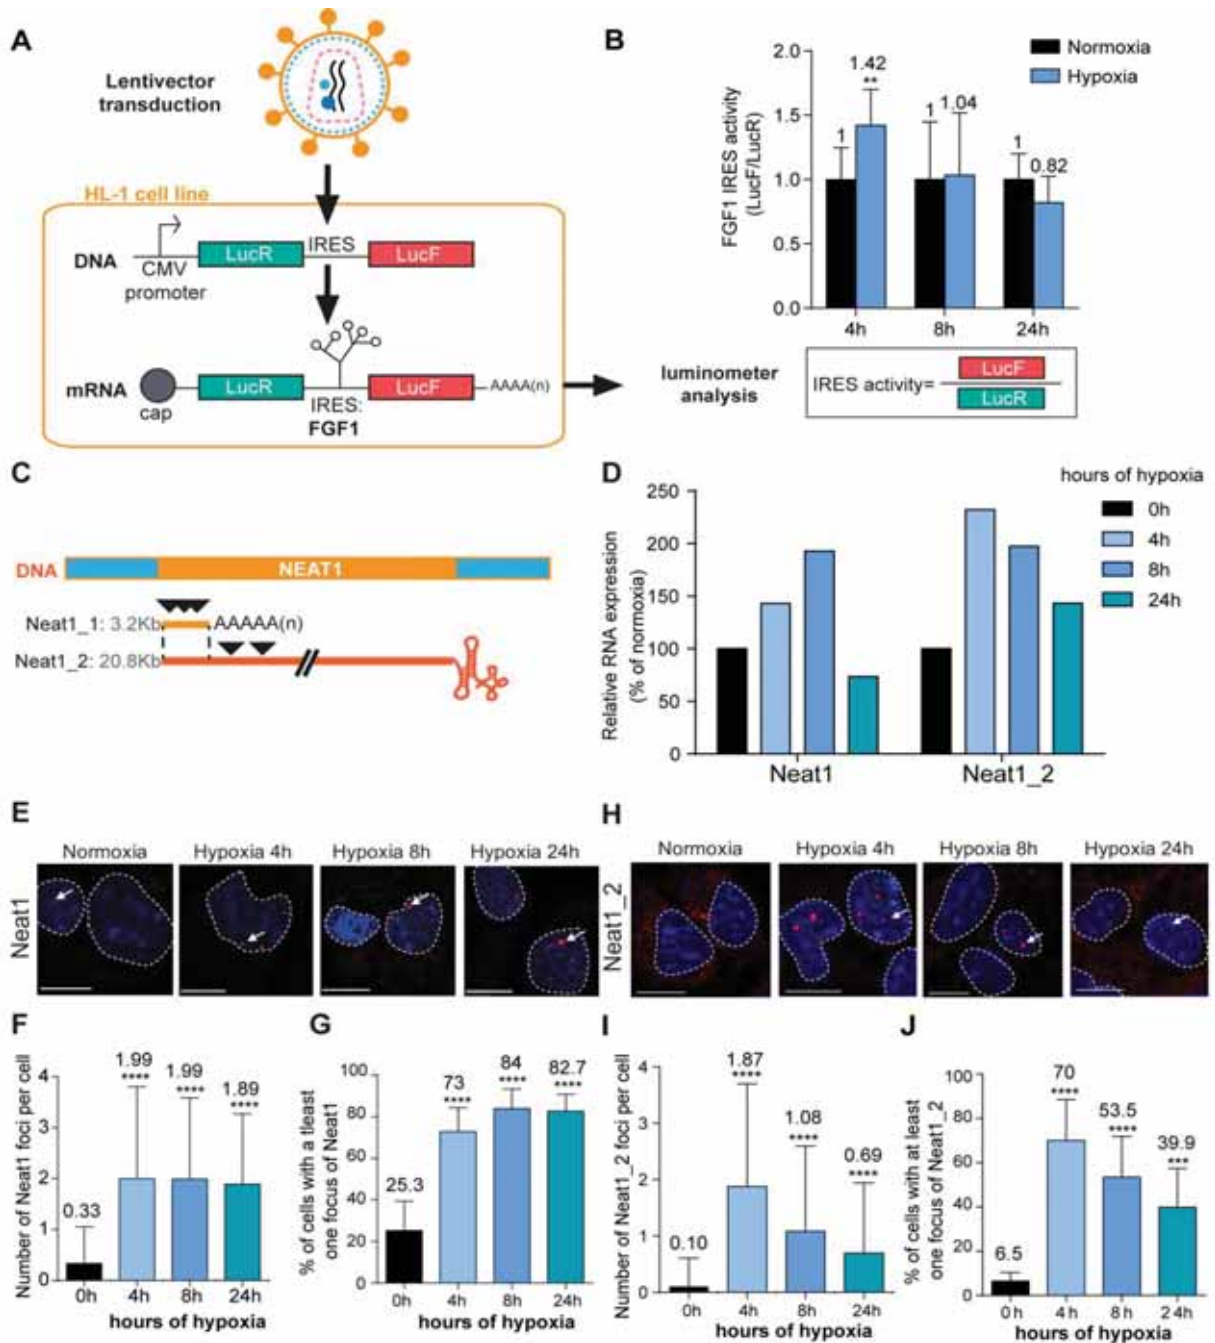 A
Lentivector
transduction
HL-1 cell line
DNA
CMV
promoter
LucR
IRES
LucF
mRNA
cap
LucR
IRES:
FGF1
LucF
AAAA(n)
B
FGF1 IRES activity
(LucF/LucR)
2.0
1.5
1.0
0.5
0.0
Normoxia
Hypoxia
1
1.42
**
1
1.04
1
0.82
4h
8h
24h
luminometer
analysis
IRES activity=
LucF
LucR
C
DNA
NEAT1
Neat1_1: 3.2Kb
AAAAA(n)
Neat1_2: 20.8Kb
D
hours of hypoxia
0h
4h
8h
24h
Relative RNA expression
(% of normoxia)
250
200
150
100
50
0
Neat1
Neat1_2
E
Neat1
Normoxia
Hypoxia 4h
Hypoxia 8h
Hypoxia 24h
H
Neat1_2
Normoxia
Hypoxia 4h
Hypoxia 8h
Hypoxia 24h
F
Number of Neat1 foci per cell
4
2
0
0.33
1.99
****
1.99
****
1.89
****
0h
4h
8h
24h
hours of hypoxia
G
% of cells with a tleast
one focus of Neat1
100
80
60
40
20
0
25.3
73
****
84
****
82.7
****
0h
4h
8h
24h
hours of hypoxia
I
Number of Neat1_2 foci per cell
4
3
2
1
0
0.10
1.87
****
1.08
****
0.69
****
0h
4h
8h
24h
hours of hypoxia
J
% of cells with at least
one focus of Neat1_2
100
80
60
40
20
0
6.5
70
****
53.5
****
39.9
***
0 h
4 h
8 h
24h
hours of hypoxia